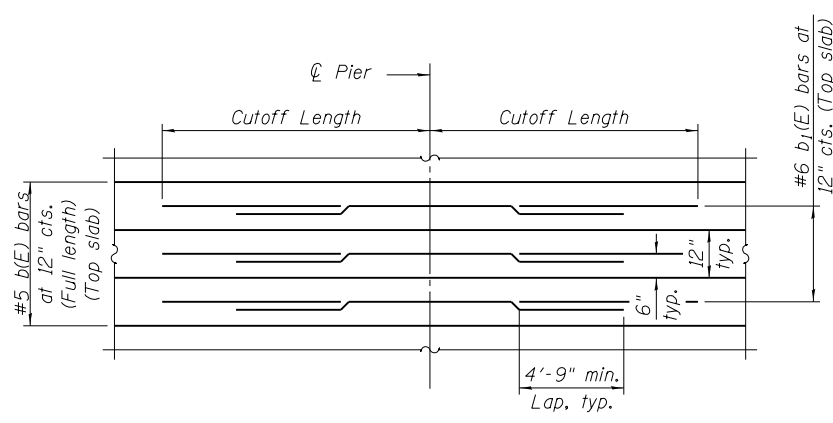 ℄ Pier
Cutoff Length
Cutoff Length
#5 b(E) bars
at 12" cts.
(Full length)
(Top slab)
#6 b₁(E) bars at
12" cts. (Top slab)
12"
typ.
6"
typ.
4'-9" min.
Lap, typ.